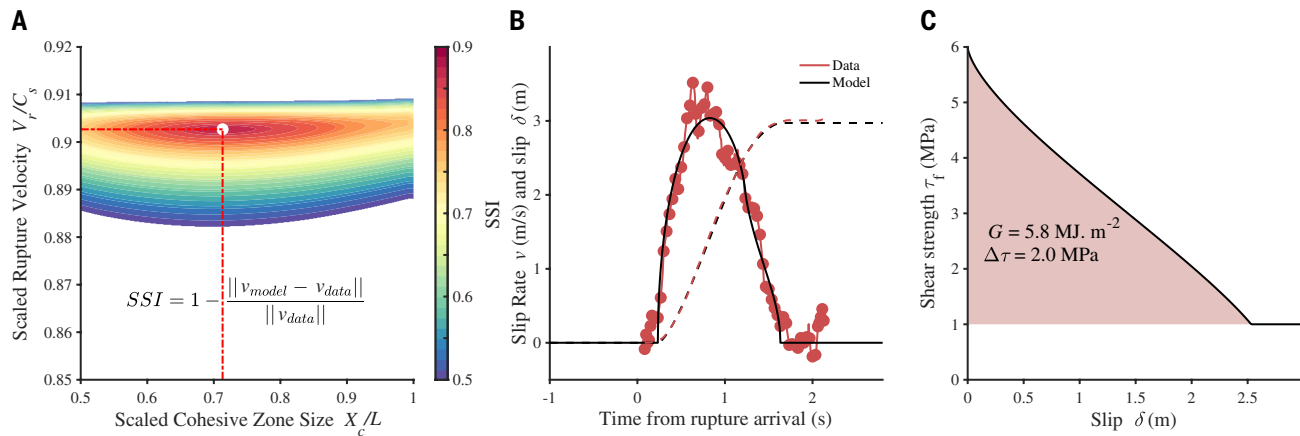 A
Scaled Rupture Velocity V_r/C_s
0.92
0.91
0.9
0.89
0.88
0.87
0.86
0.85
0.5
0.6
0.7
0.8
0.9
1
Scaled Cohesive Zone Size X_c/L
SSI = 1 - ||v_model − v_data|| / ||v_data||
0.9
0.8
0.7
0.6
0.5
SSI
B
Slip Rate v (m/s) and slip δ (m)
4
3
2
1
0
-1
0
1
2
Time from rupture arrival (s)
Data
Model
C
Shear strength τ_f (MPa)
6
5
4
3
2
1
0
0
0.5
1
1.5
2
2.5
Slip δ (m)
G = 5.8 MJ. m^-2
Δτ = 2.0 MPa